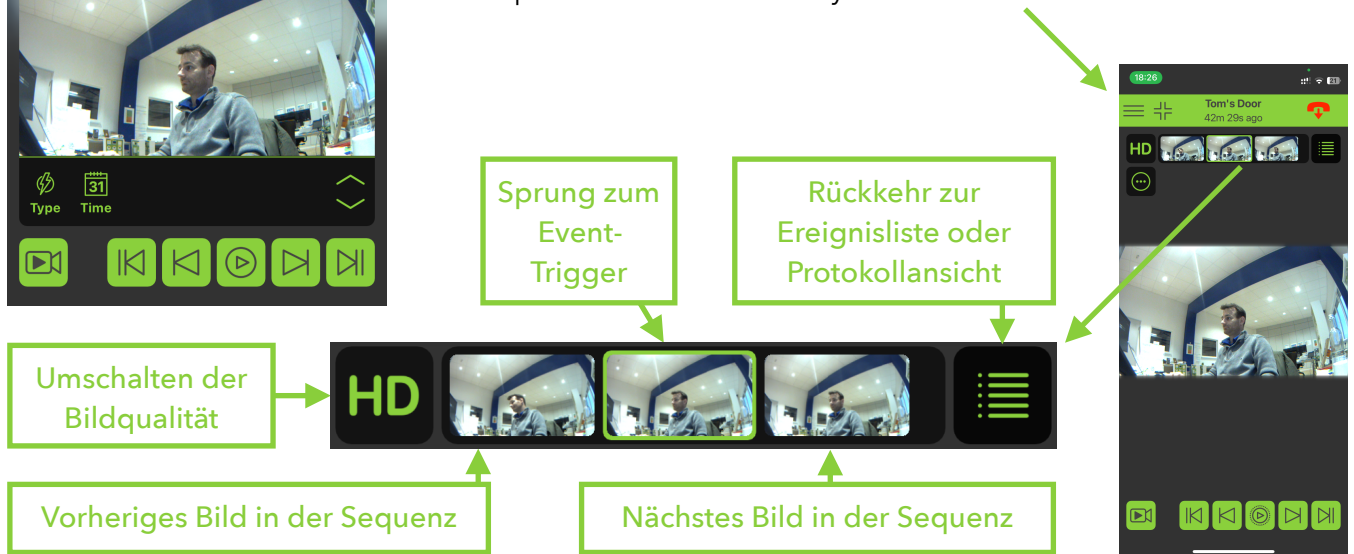 18:26
21
Tom's Door
42m 29s ago
HD
31
Type
Time
Sprung zum
Event-
Trigger
Rückkehr zur
Ereignisliste oder
Protokollansicht
Umschalten der
Bildqualität
HD
Vorheriges Bild in der Sequenz
Nächstes Bild in der Sequenz